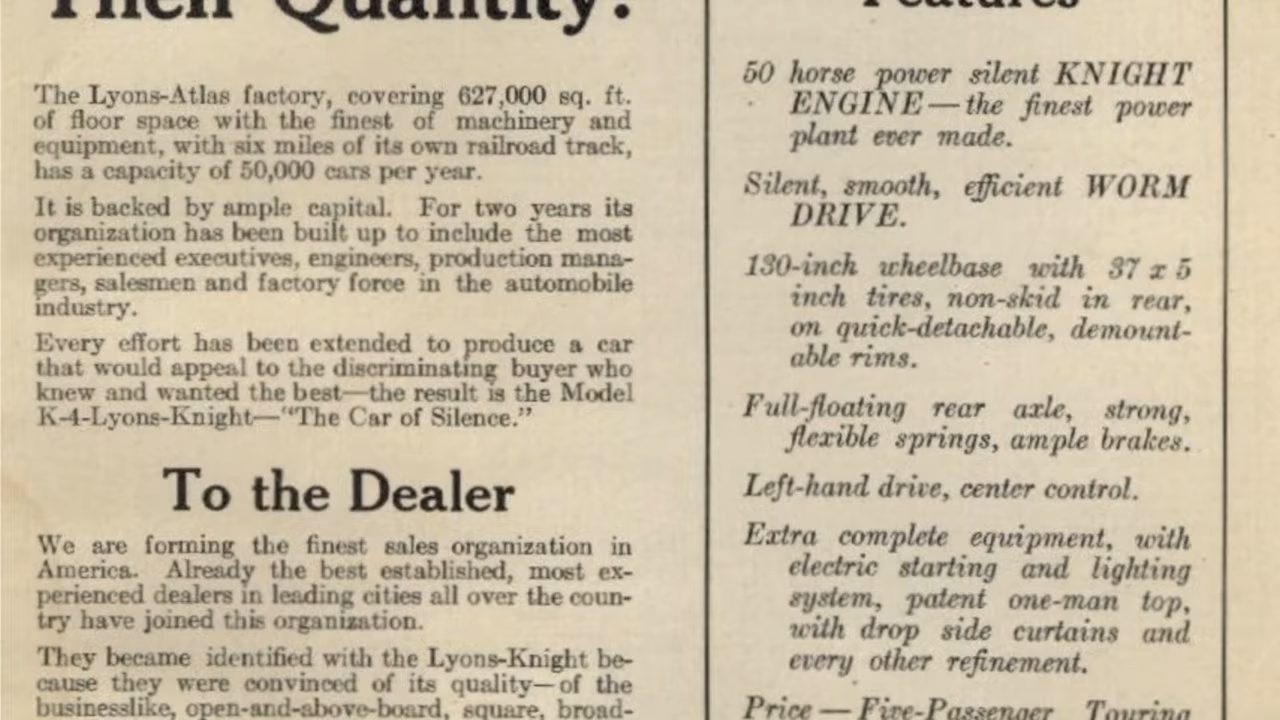 Then Quantity!
The Lyons-Atlas factory, covering 627,000 sq. ft.
of floor space with the finest of machinery and
equipment, with six miles of its own railroad track,
has a capacity of 50,000 cars per year.
It is backed by ample capital. For two years its
organization has been built up to include the most
experienced executives, engineers, production mana-
gers, salesmen and factory force in the automobile
industry.
Every effort has been extended to produce a car
that would appeal to the discriminating buyer who
knew and wanted the best—the result is the Model
K-4-Lyons-Knight—“The Car of Silence.”
To the Dealer
We are forming the finest sales organization in
America. Already the best established, most ex-
perienced dealers in leading cities all over the coun-
try have joined this organization.
They became identified with the Lyons-Knight be-
cause they were convinced of its quality—of the
businesslike, open-and-above-board, square, broad-
Features
50 horse power silent KNIGHT
ENGINE—the finest power
plant ever made.
Silent, smooth, efficient WORM
DRIVE.
130-inch wheelbase with 37 x 5
inch tires, non-skid in rear,
on quick-detachable, demount-
able rims.
Full-floating rear axle, strong,
flexible springs, ample brakes.
Left-hand drive, center control.
Extra complete equipment, with
electric starting and lighting
system, patent one-man top,
with drop side curtains and
every other refinement.
Price — Five-Passenger Touring